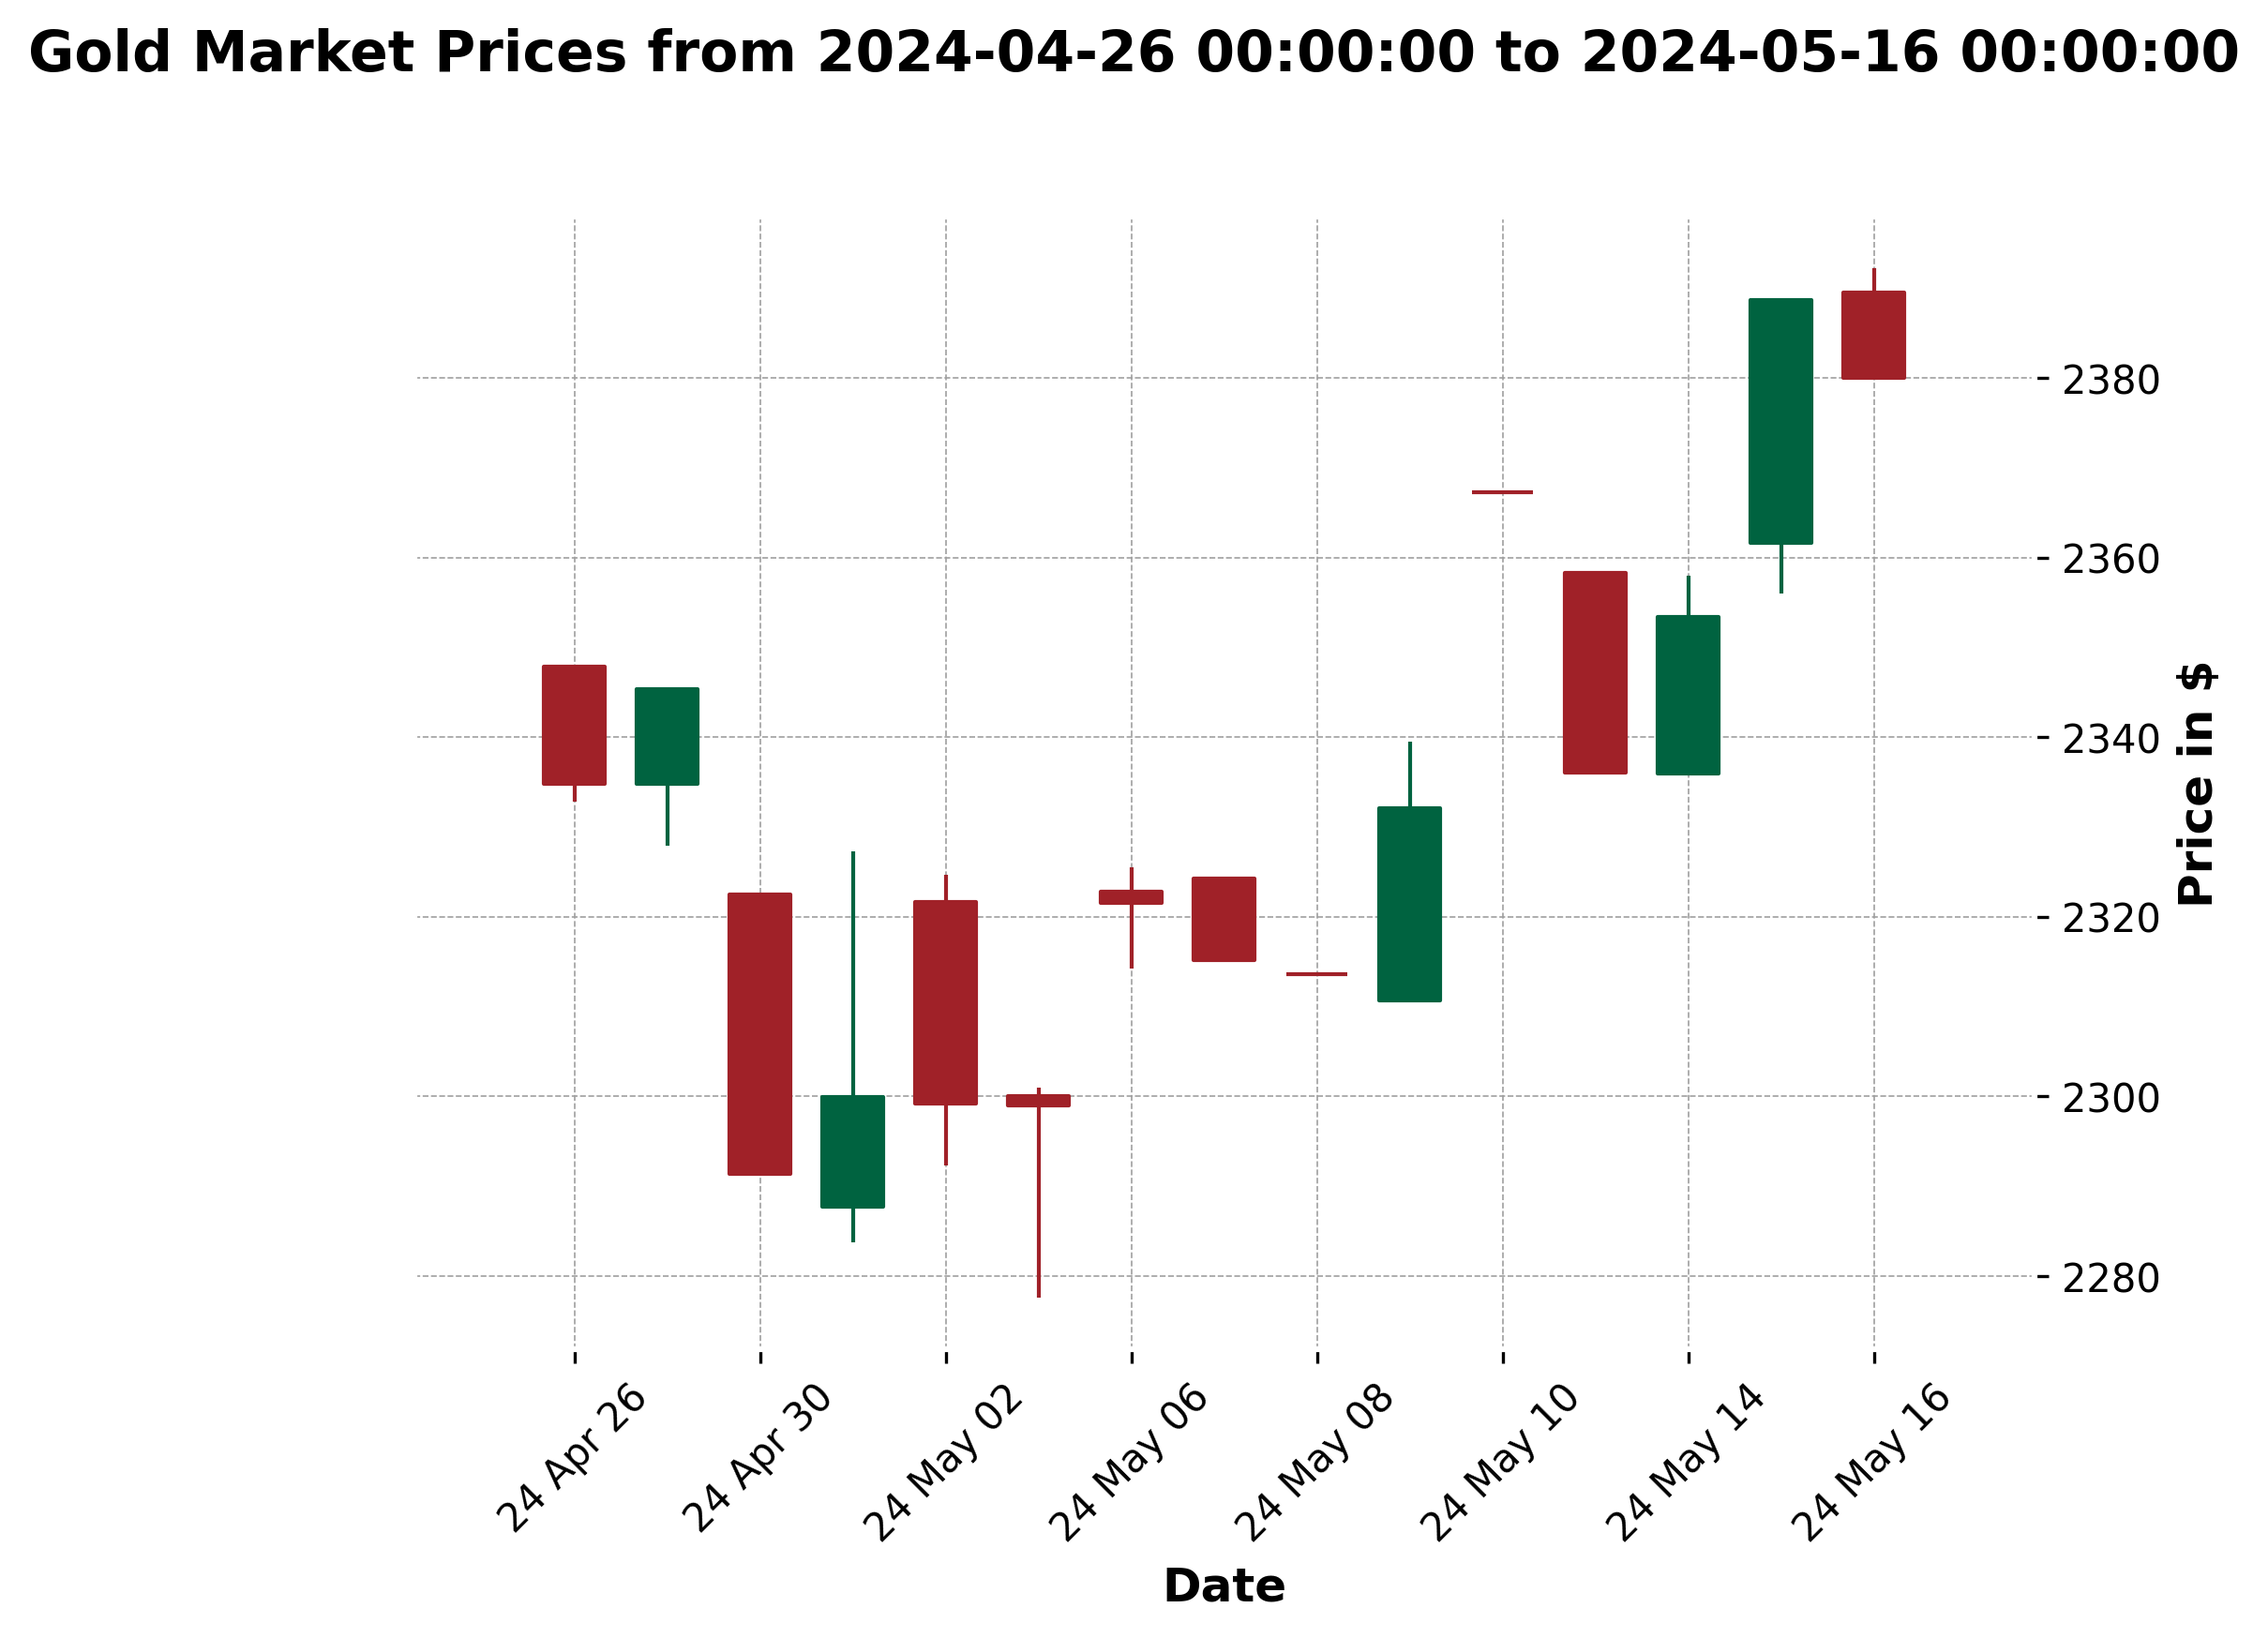 Gold Market Prices from 2024-04-26 00:00:00 to 2024-05-16 00:00:00
2380
2360
2340
2320
2300
2280
Price in $
24 Apr 26
24 Apr 30
24 May 02
24 May 06
24 May 08
24 May 10
24 May 14
24 May 16
Date